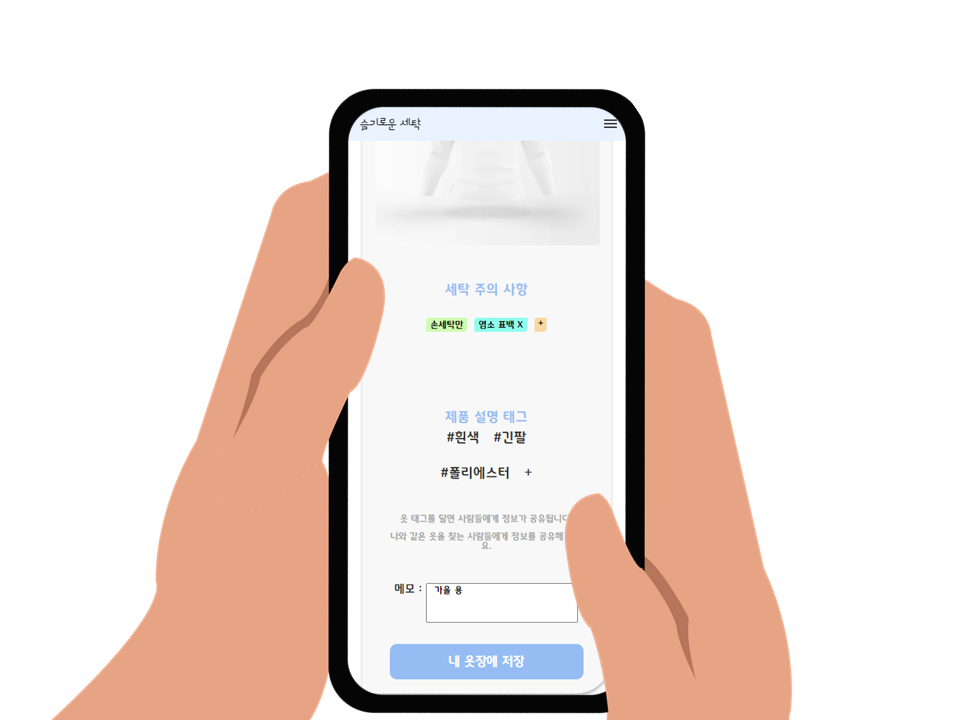 슬기로운 세탁
세탁 주의 사항
손세탁만 염소 표백 X +
제품 설명 태그
#흰색 #긴팔
#폴리에스터 +
옷 태그를 달면 사람들에게 정보가 공유됩니다
나와 같은 옷을 찾는 사람들에게 정보를 공유해
요.
메모 : 가을 용
내 옷장에 저장